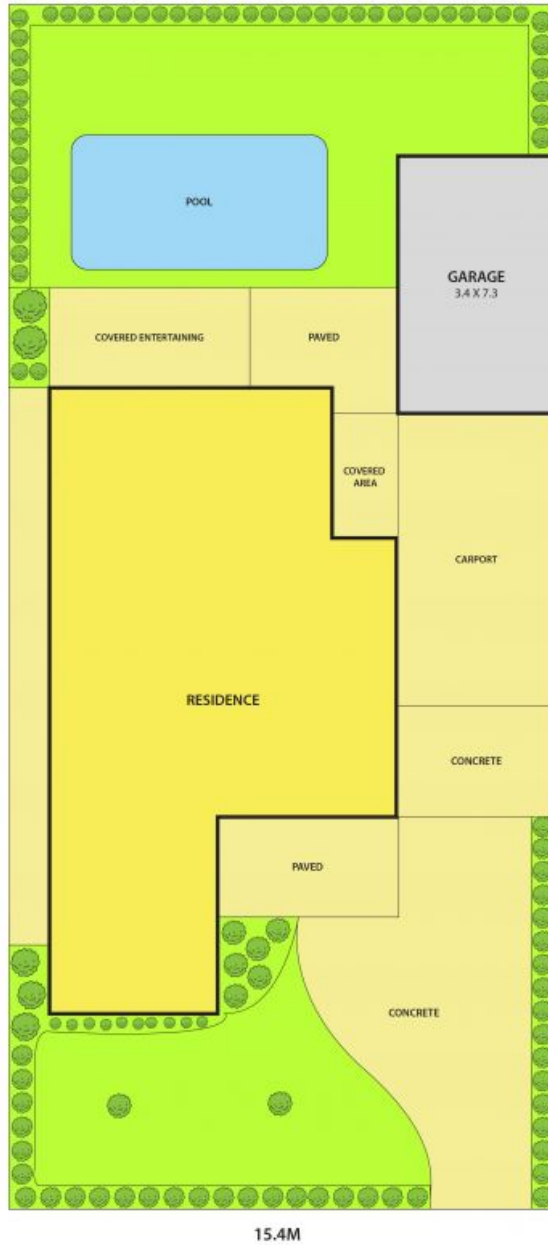 POOL
GARAGE
3.4 X 7.3
COVERED ENTERTAINING
PAVED
COVERED
AREA
CARPORT
RESIDENCE
CONCRETE
PAVED
CONCRETE
15.4M